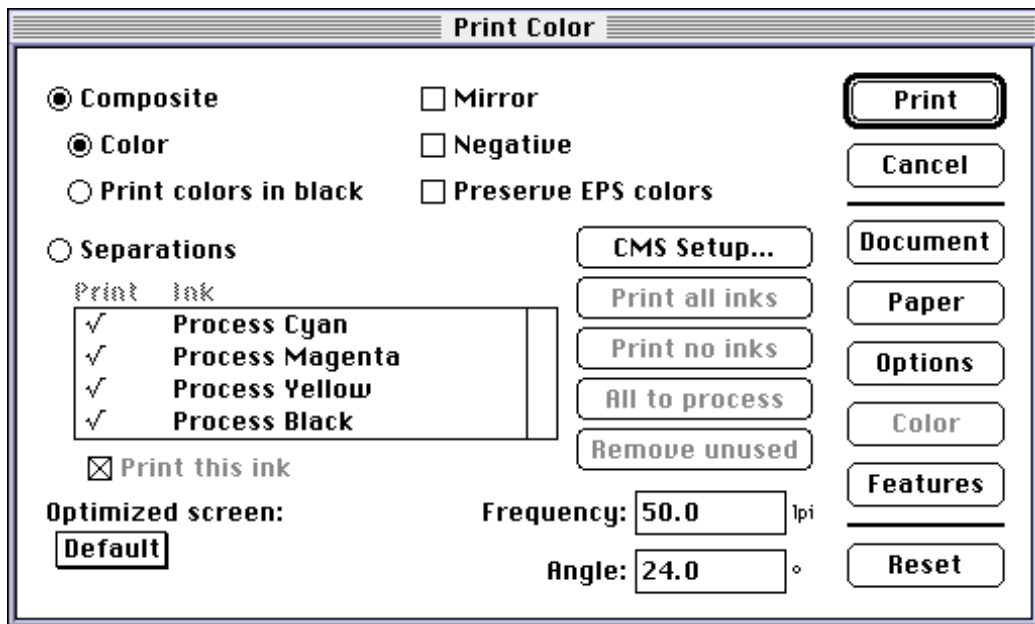 Print Color
Composite
Mirror
Print
Color
Negative
Cancel
Print colors in black
Preserve EPS colors
Separations
CMS Setup...
Document
Print Ink
Print all inks
Paper
√ Process Cyan
√ Process Magenta
Print no inks
Options
√ Process Yellow
All to process
√ Process Black
Color
Remove unused
Print this ink
Features
Optimized screen:
Frequency: 50.0 lpi
Default
Angle: 24.0 °
Reset